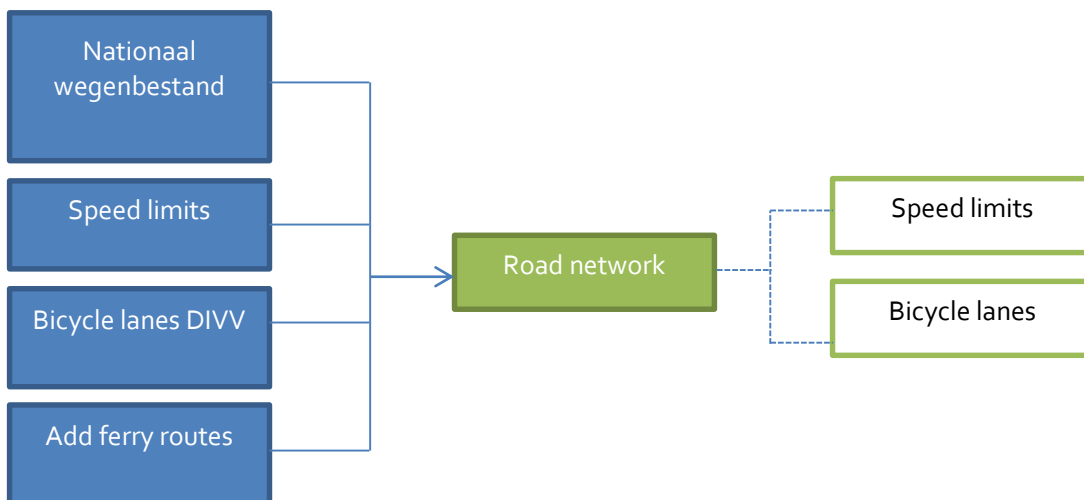 Nationaal
wegenbestand
Speed limits
Bicycle lanes DIVV
Add ferry routes
Road network
Speed limits
Bicycle lanes